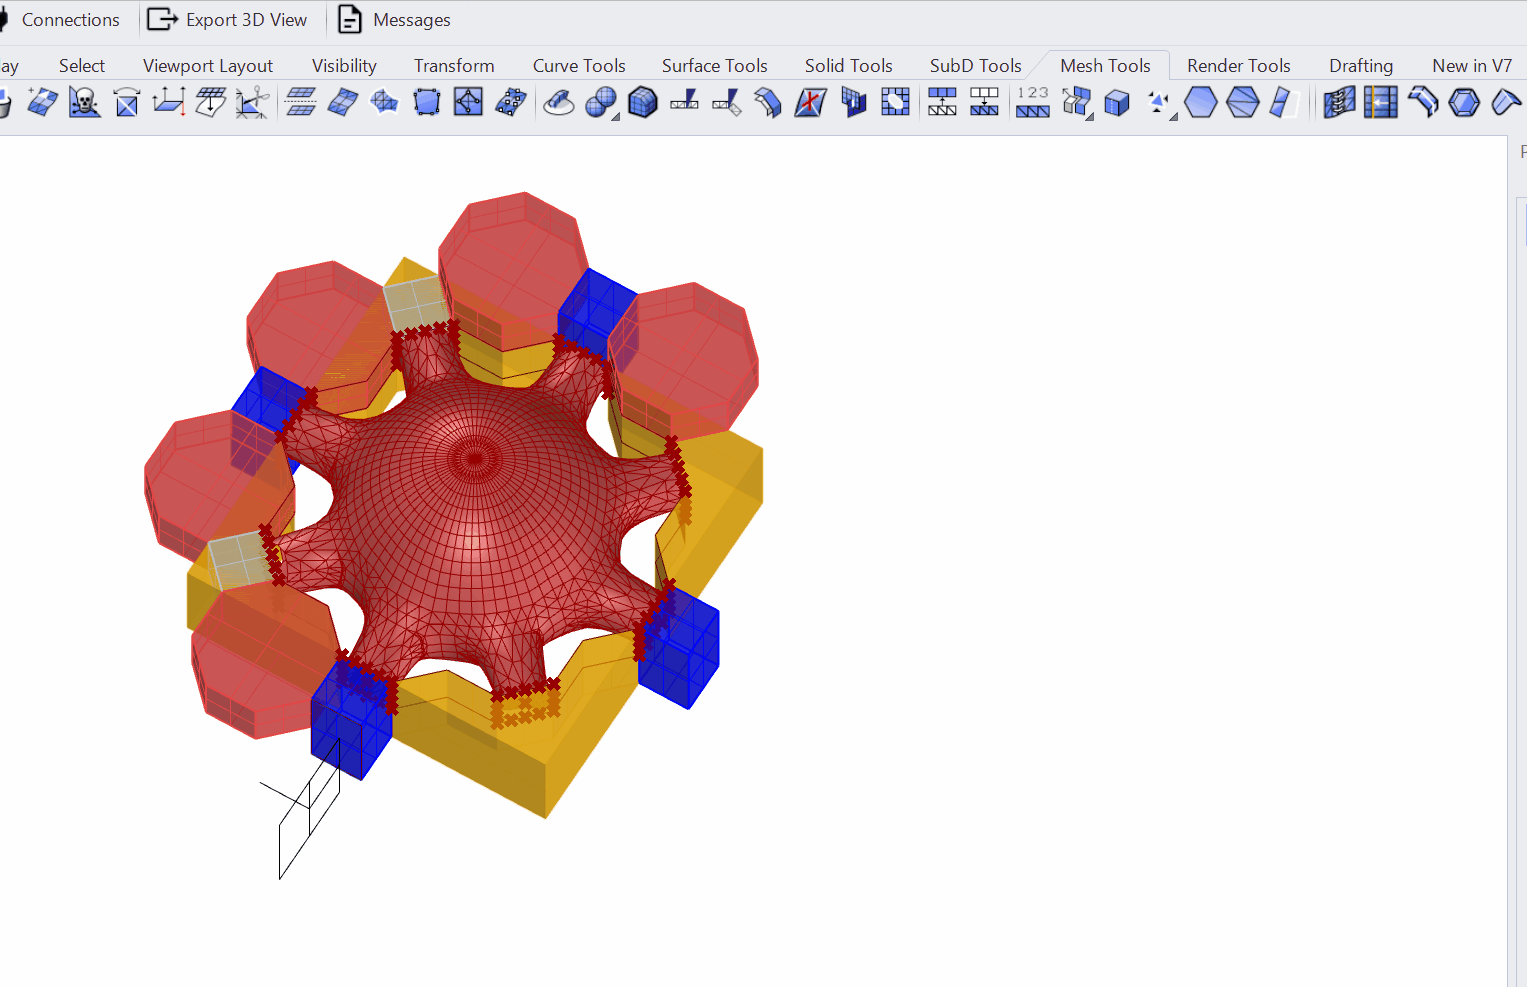 Connections Export 3D View Messages
lay Select Viewport Layout Visibility Transform Curve Tools Surface Tools Solid Tools SubD Tools Mesh Tools Render Tools Drafting New in V7
123